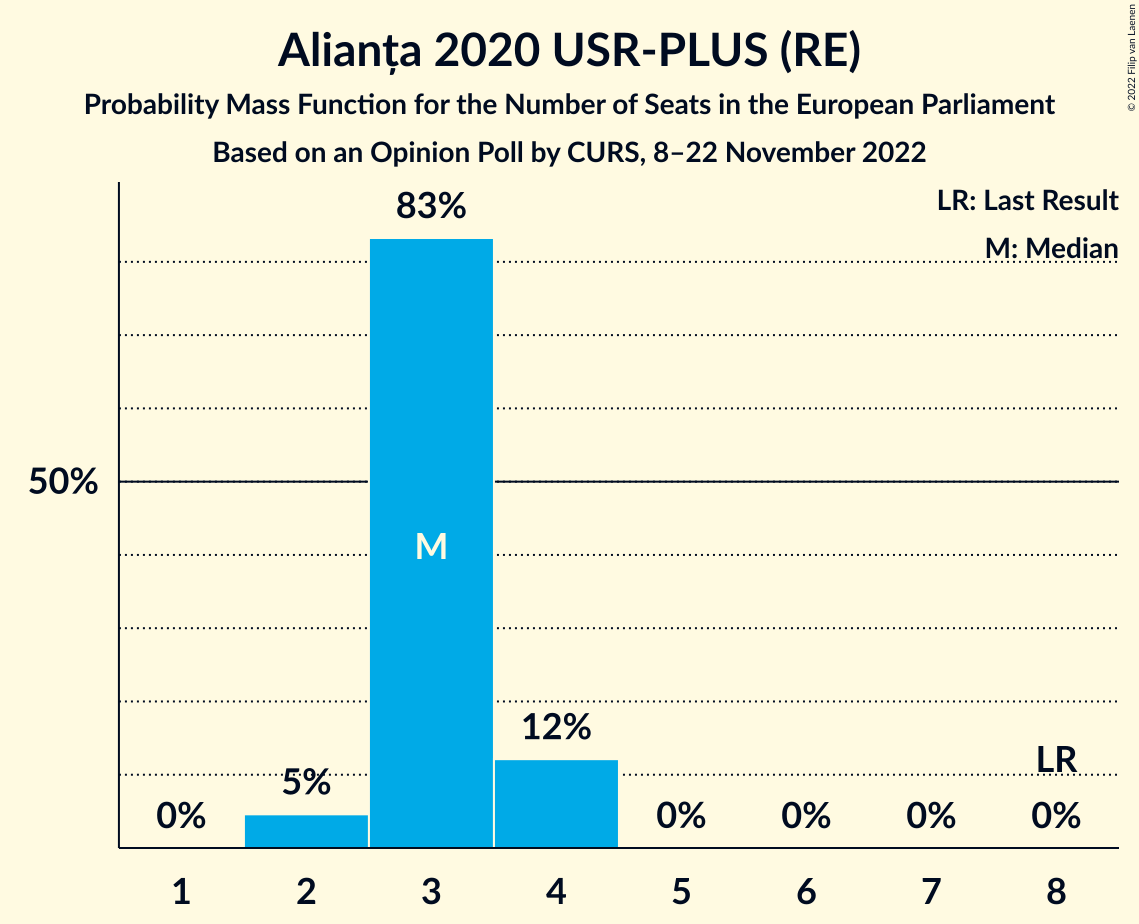 Alianța 2020 USR-PLUS (RE)
Probability Mass Function for the Number of Seats in the European Parliament
Based on an Opinion Poll by CURS, 8–22 November 2022
© 2022 Filip van Laenen
LR: Last Result
M: Median
83%
50%
M
12%
LR
5%
0% 0% 0% 0% 0%
1 2 3 4 5 6 7 8